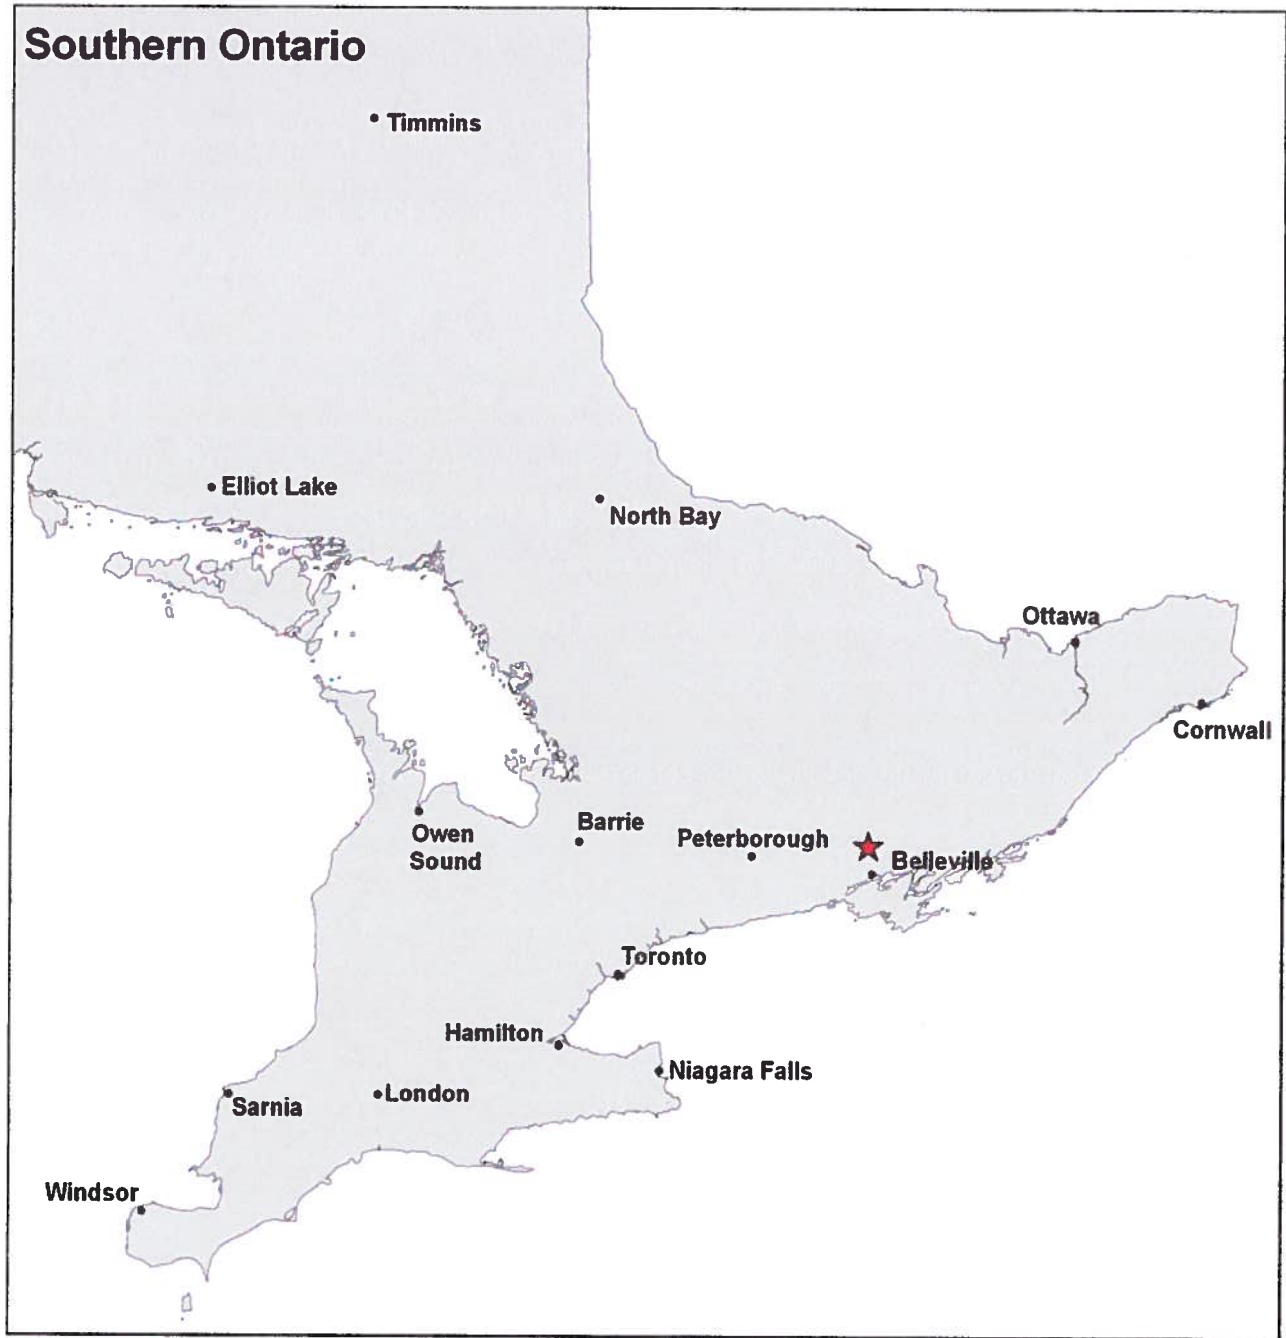 Southern Ontario
Timmins
Elliot Lake
North Bay
Ottawa
Cornwall
Barrie
Owen
Sound
Peterborough
Belleville
Toronto
Hamilton
Niagara Falls
London
Sarnia
Windsor